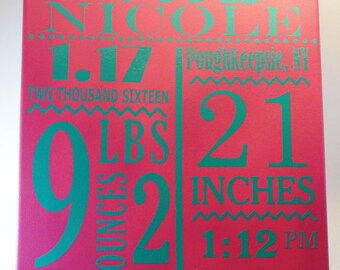 NICOLE
1.17
TWO THOUSAND SIXTEEN
9 LBS
2 OUNCES
Poughkeepsie, NY
21
INCHES
1:12 PM